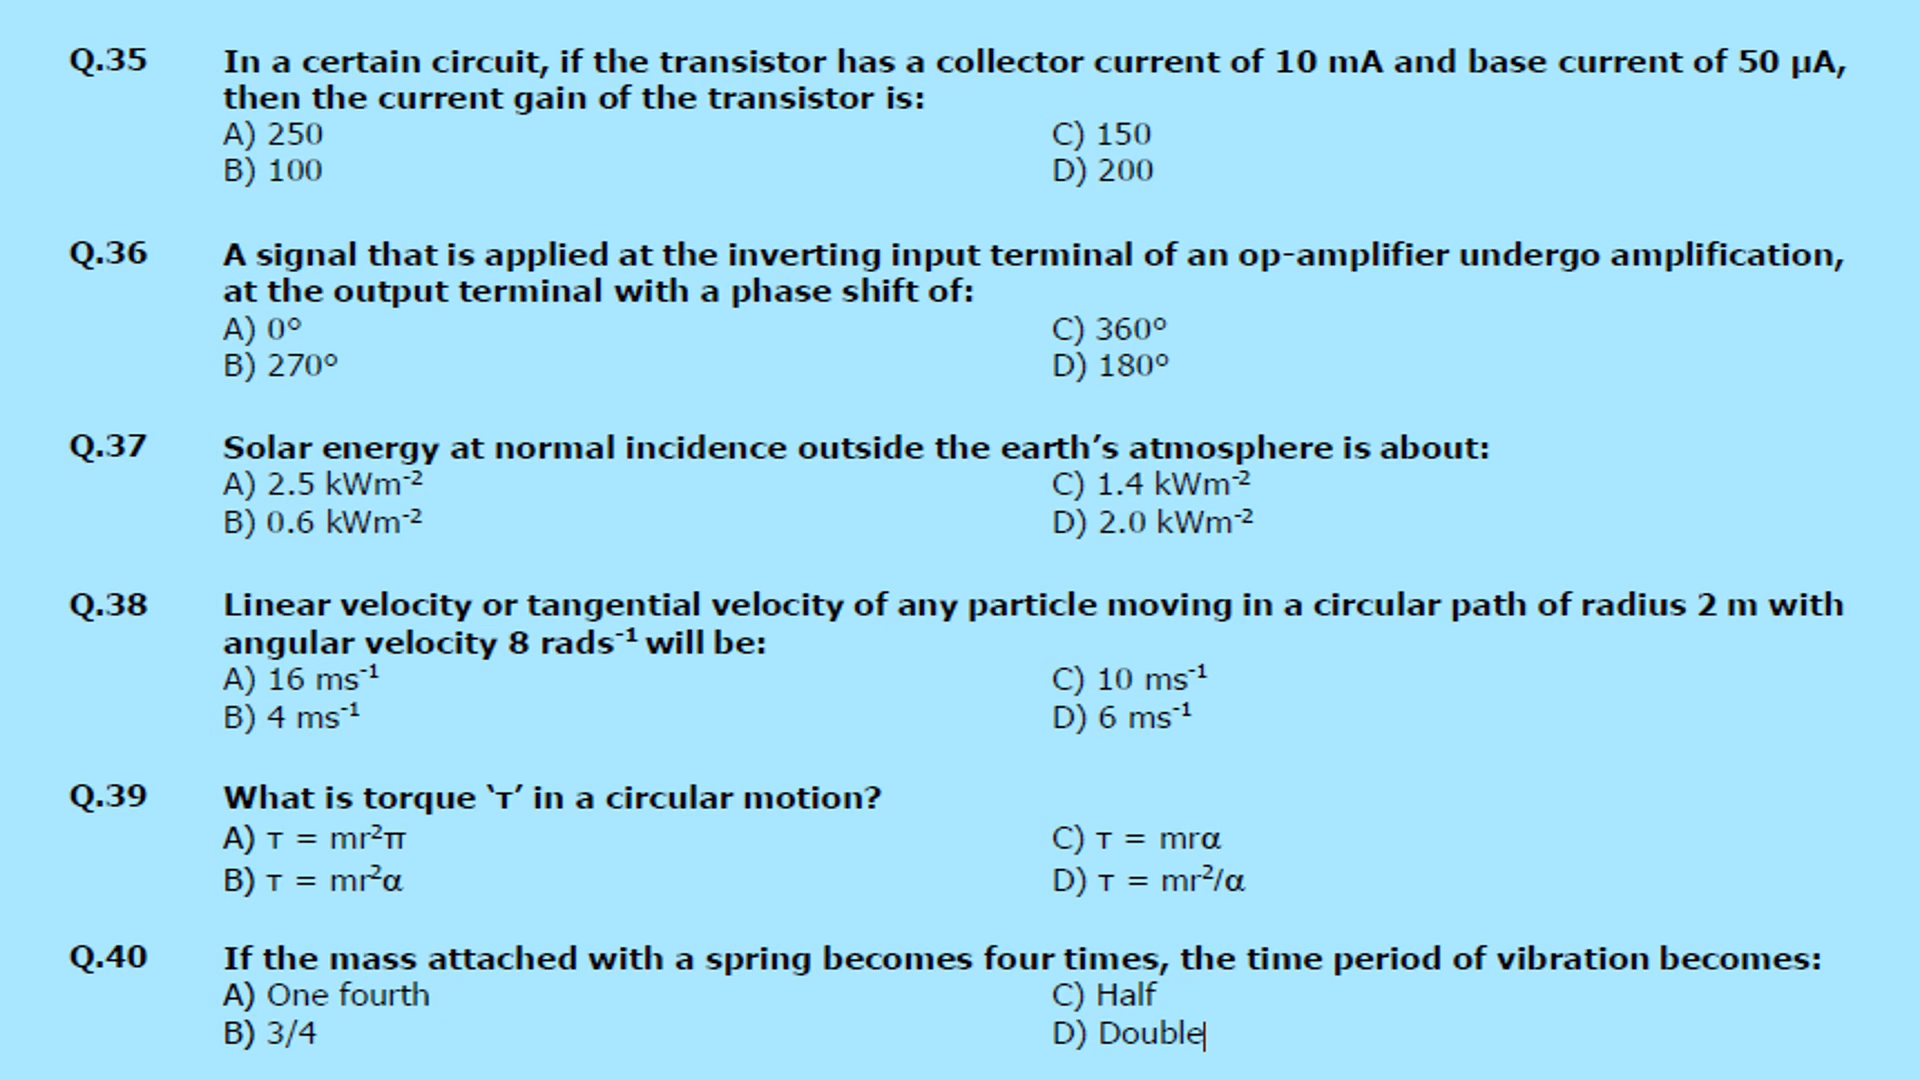 Q.35 In a certain circuit, if the transistor has a collector current of 10 mA and base current of 50 µA,
then the current gain of the transistor is:
A) 250 C) 150
B) 100 D) 200
Q.36 A signal that is applied at the inverting input terminal of an op-amplifier undergo amplification,
at the output terminal with a phase shift of:
A) 0º C) 360º
B) 270º D) 180º
Q.37 Solar energy at normal incidence outside the earth’s atmosphere is about:
A) 2.5 kWm⁻² C) 1.4 kWm⁻²
B) 0.6 kWm⁻² D) 2.0 kWm⁻²
Q.38 Linear velocity or tangential velocity of any particle moving in a circular path of radius 2 m with
angular velocity 8 rads⁻¹ will be:
A) 16 ms⁻¹ C) 10 ms⁻¹
B) 4 ms⁻¹ D) 6 ms⁻¹
Q.39 What is torque ‘τ’ in a circular motion?
A) τ = mr²π C) τ = mrα
B) τ = mr²α D) τ = mr²/α
Q.40 If the mass attached with a spring becomes four times, the time period of vibration becomes:
A) One fourth C) Half
B) 3/4 D) Double